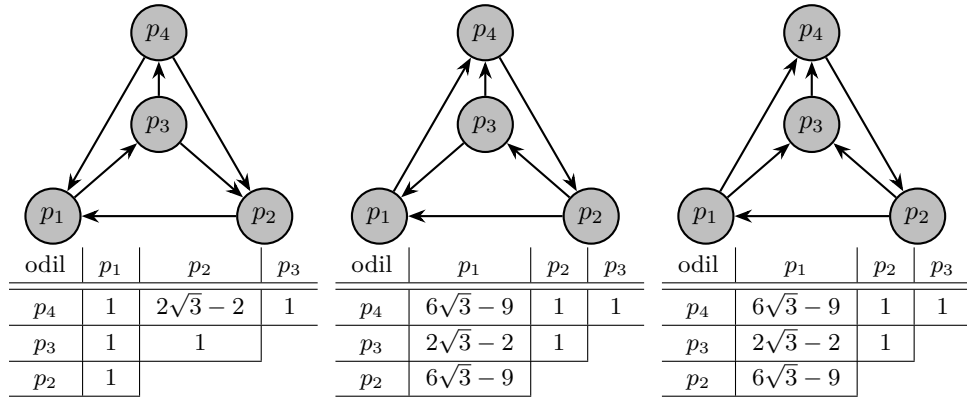 p₄ p₄ p₄
p₃ p₃ p₃
p₁ p₂ p₁ p₂ p₁ p₂
odil p₁ p₂ p₃ odil p₁ p₂ p₃ odil p₁ p₂ p₃
p₄ 1 2√3 − 2 1 p₄ 6√3 − 9 1 1 p₄ 6√3 − 9 1 1
p₃ 1 1 p₃ 2√3 − 2 1 p₃ 2√3 − 2 1
p₂ 1 p₂ 6√3 − 9 p₂ 6√3 − 9